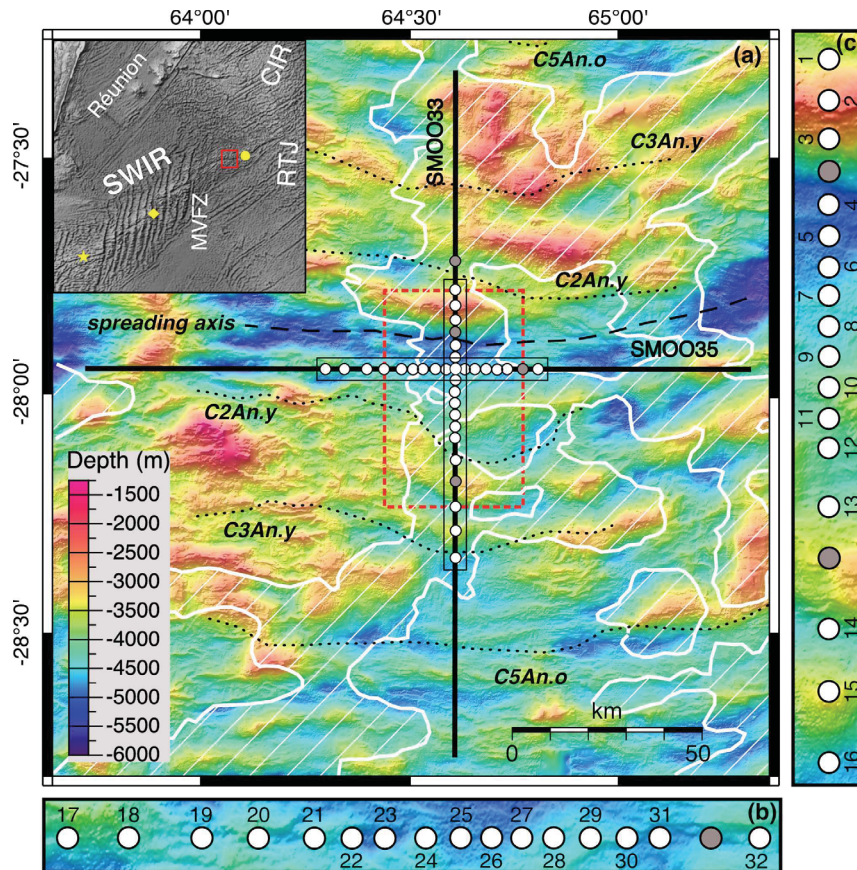 64°00' 64°30' 65°00'
(a)
(c)
C5An.o
Réunion
CIR
SWIR
RTJ
MVFZ
SMOO33
-27°30'
C3An.y
C2An.y
spreading axis
SMOO35
-28°00'
C2An.y
Depth (m)
-1500
-2000
-2500
-3000
-3500
-4000
-4500
-5000
-5500
-6000
C3An.y
-28°30'
C5An.o
km
0 50
1
2
3
4
5
6
7
8
9
10
11
12
13
14
15
16
(b)
17 18 19 20 21 23 25 27 29 31
22 24 26 28 30 32